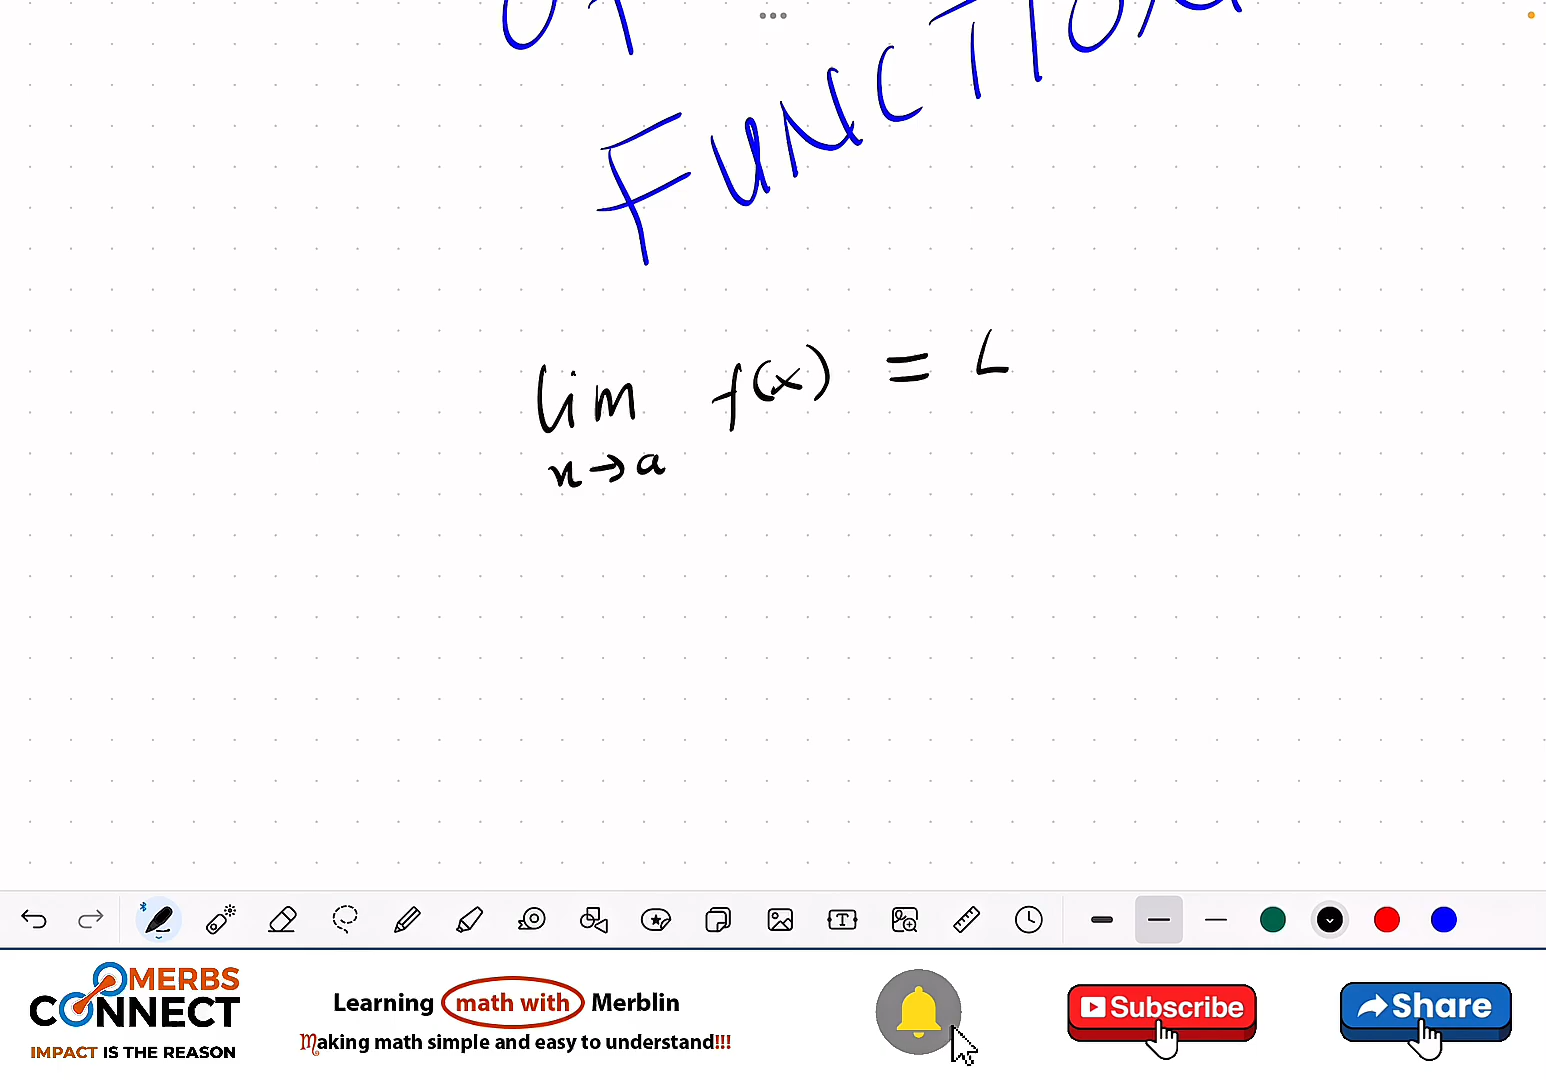 OF
FUNCTION
lim f(x) = L
x→a
T
MERBS
CONNECT
IMPACT IS THE REASON
Learning math with Merblin
Making math simple and easy to understand!!!
Subscribe
Share